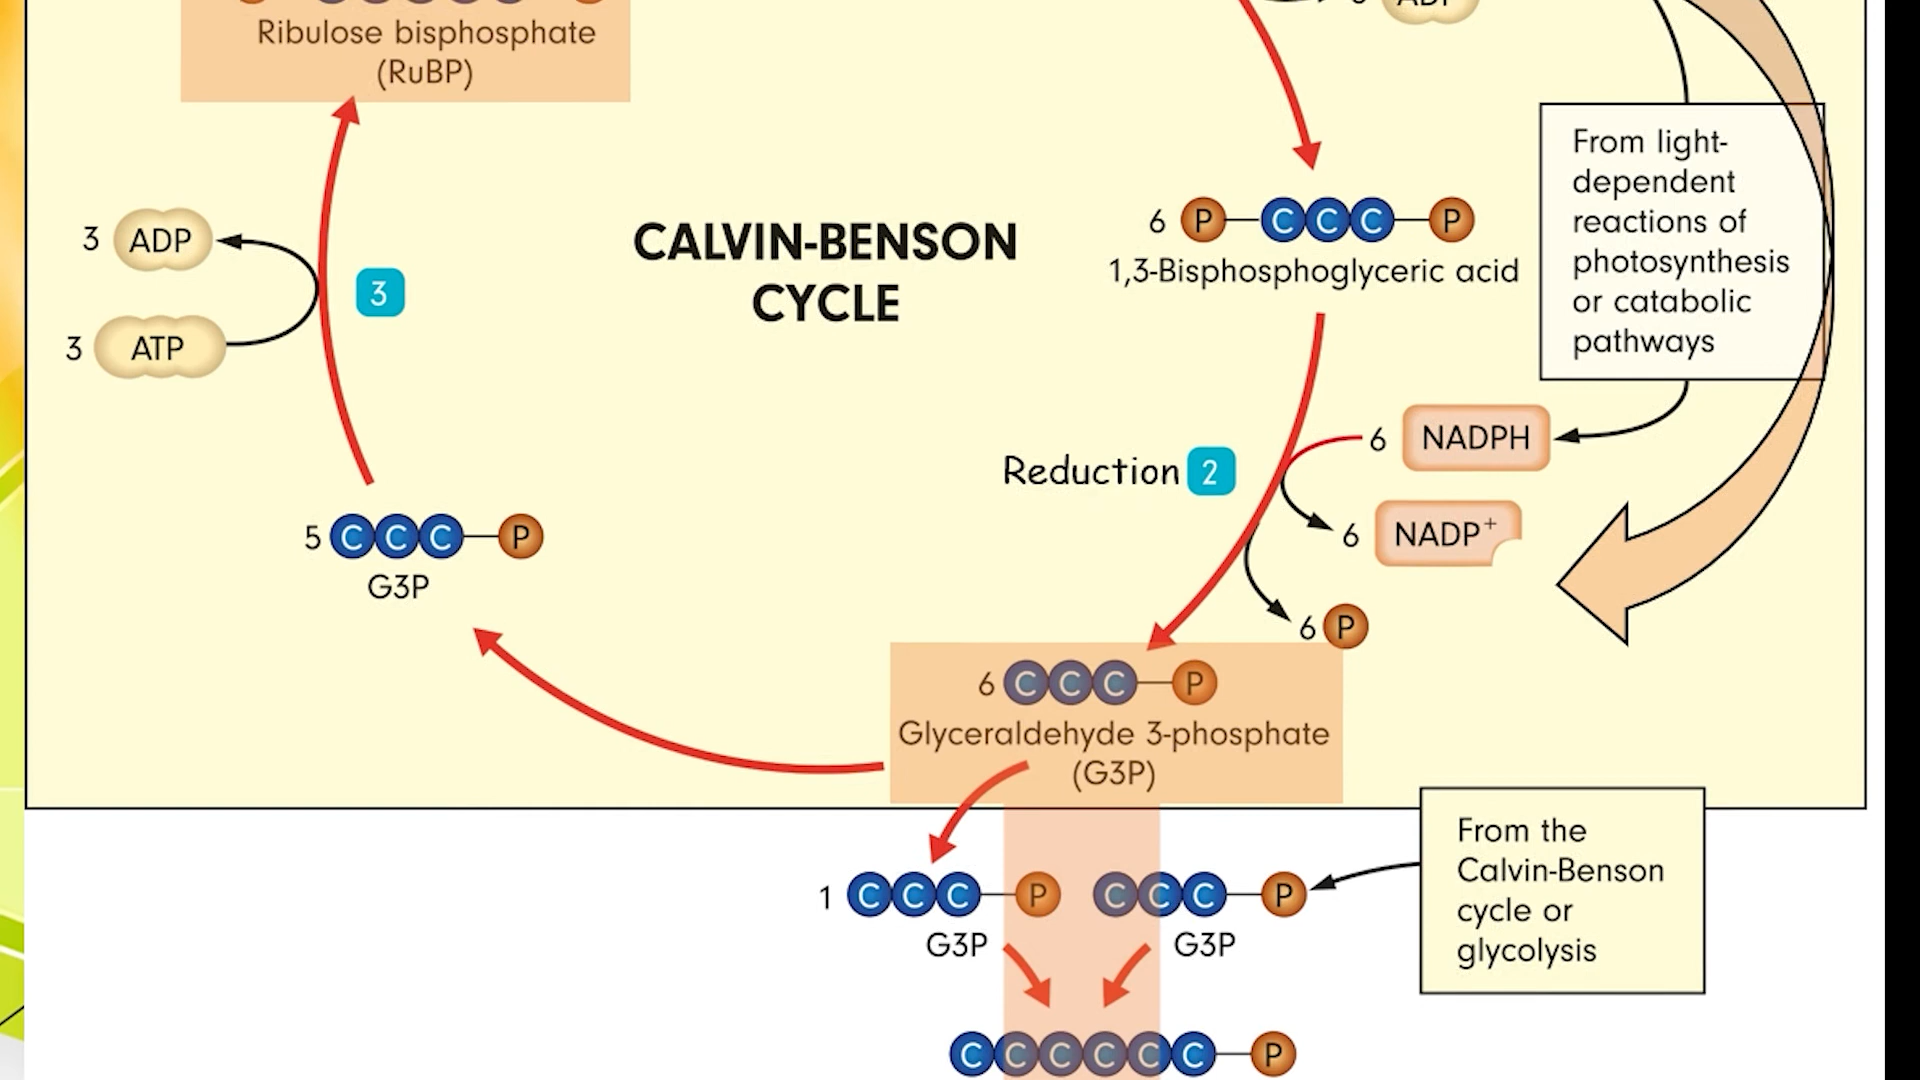 Ribulose bisphosphate
(RuBP)
From light-
dependent
reactions of
photosynthesis
or catabolic
pathways
6 P C C C P
1,3-Bisphosphoglyceric acid
3 ADP
CALVIN-BENSON
CYCLE
3
3 ATP
6 NADPH
Reduction 2
6 NADP+
5 C C C P
G3P
6 P
6 C C C P
Glyceraldehyde 3-phosphate
(G3P)
From the
Calvin-Benson
cycle or
glycolysis
1 C C C P
C C C P
G3P
G3P
C C C C C C P